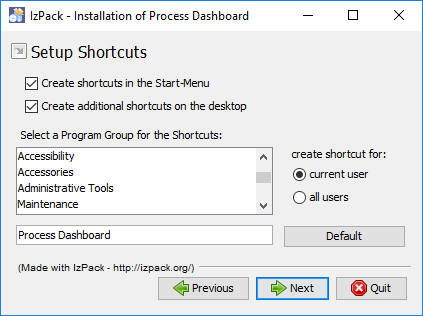 IzPack - Installation of Process Dashboard
Setup Shortcuts
Create shortcuts in the Start-Menu
Create additional shortcuts on the desktop
Select a Program Group for the Shortcuts:
Accessibility
Accessories
Administrative Tools
Maintenance
create shortcut for:
current user
all users
Process Dashboard
Default
(Made with IzPack - http://izpack.org/)
Previous
Next
Quit